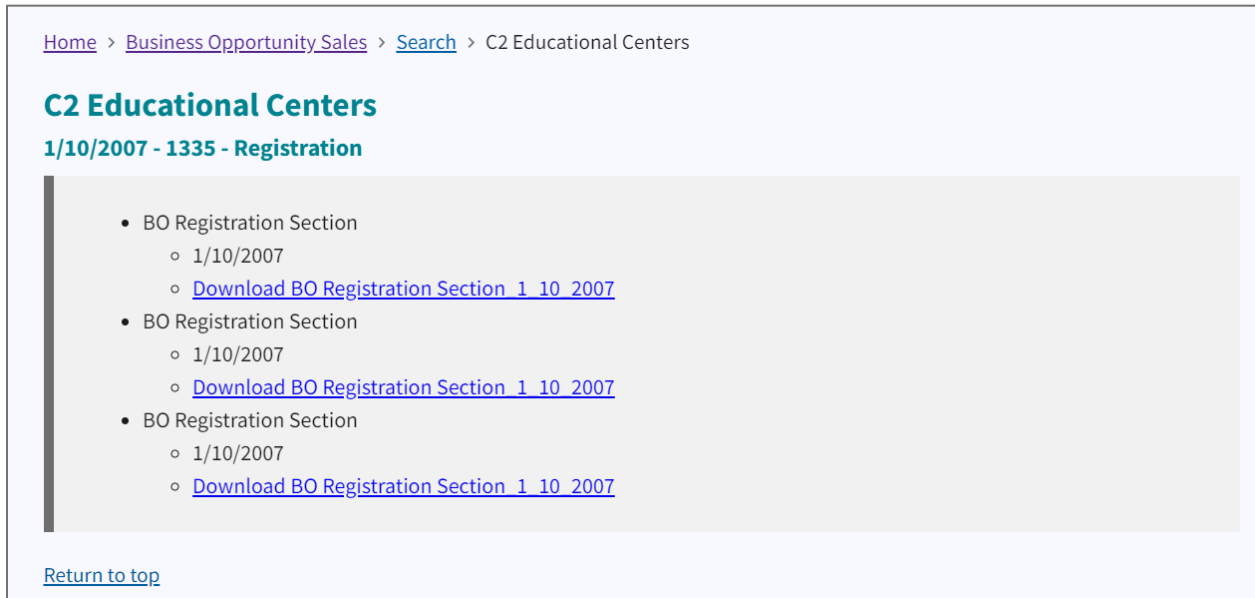 Home > Business Opportunity Sales > Search > C2 Educational Centers
C2 Educational Centers
1/10/2007 - 1335 - Registration
• BO Registration Section
◦ 1/10/2007
◦ Download BO Registration Section_1_10_2007
• BO Registration Section
◦ 1/10/2007
◦ Download BO Registration Section_1_10_2007
• BO Registration Section
◦ 1/10/2007
◦ Download BO Registration Section_1_10_2007
Return to top